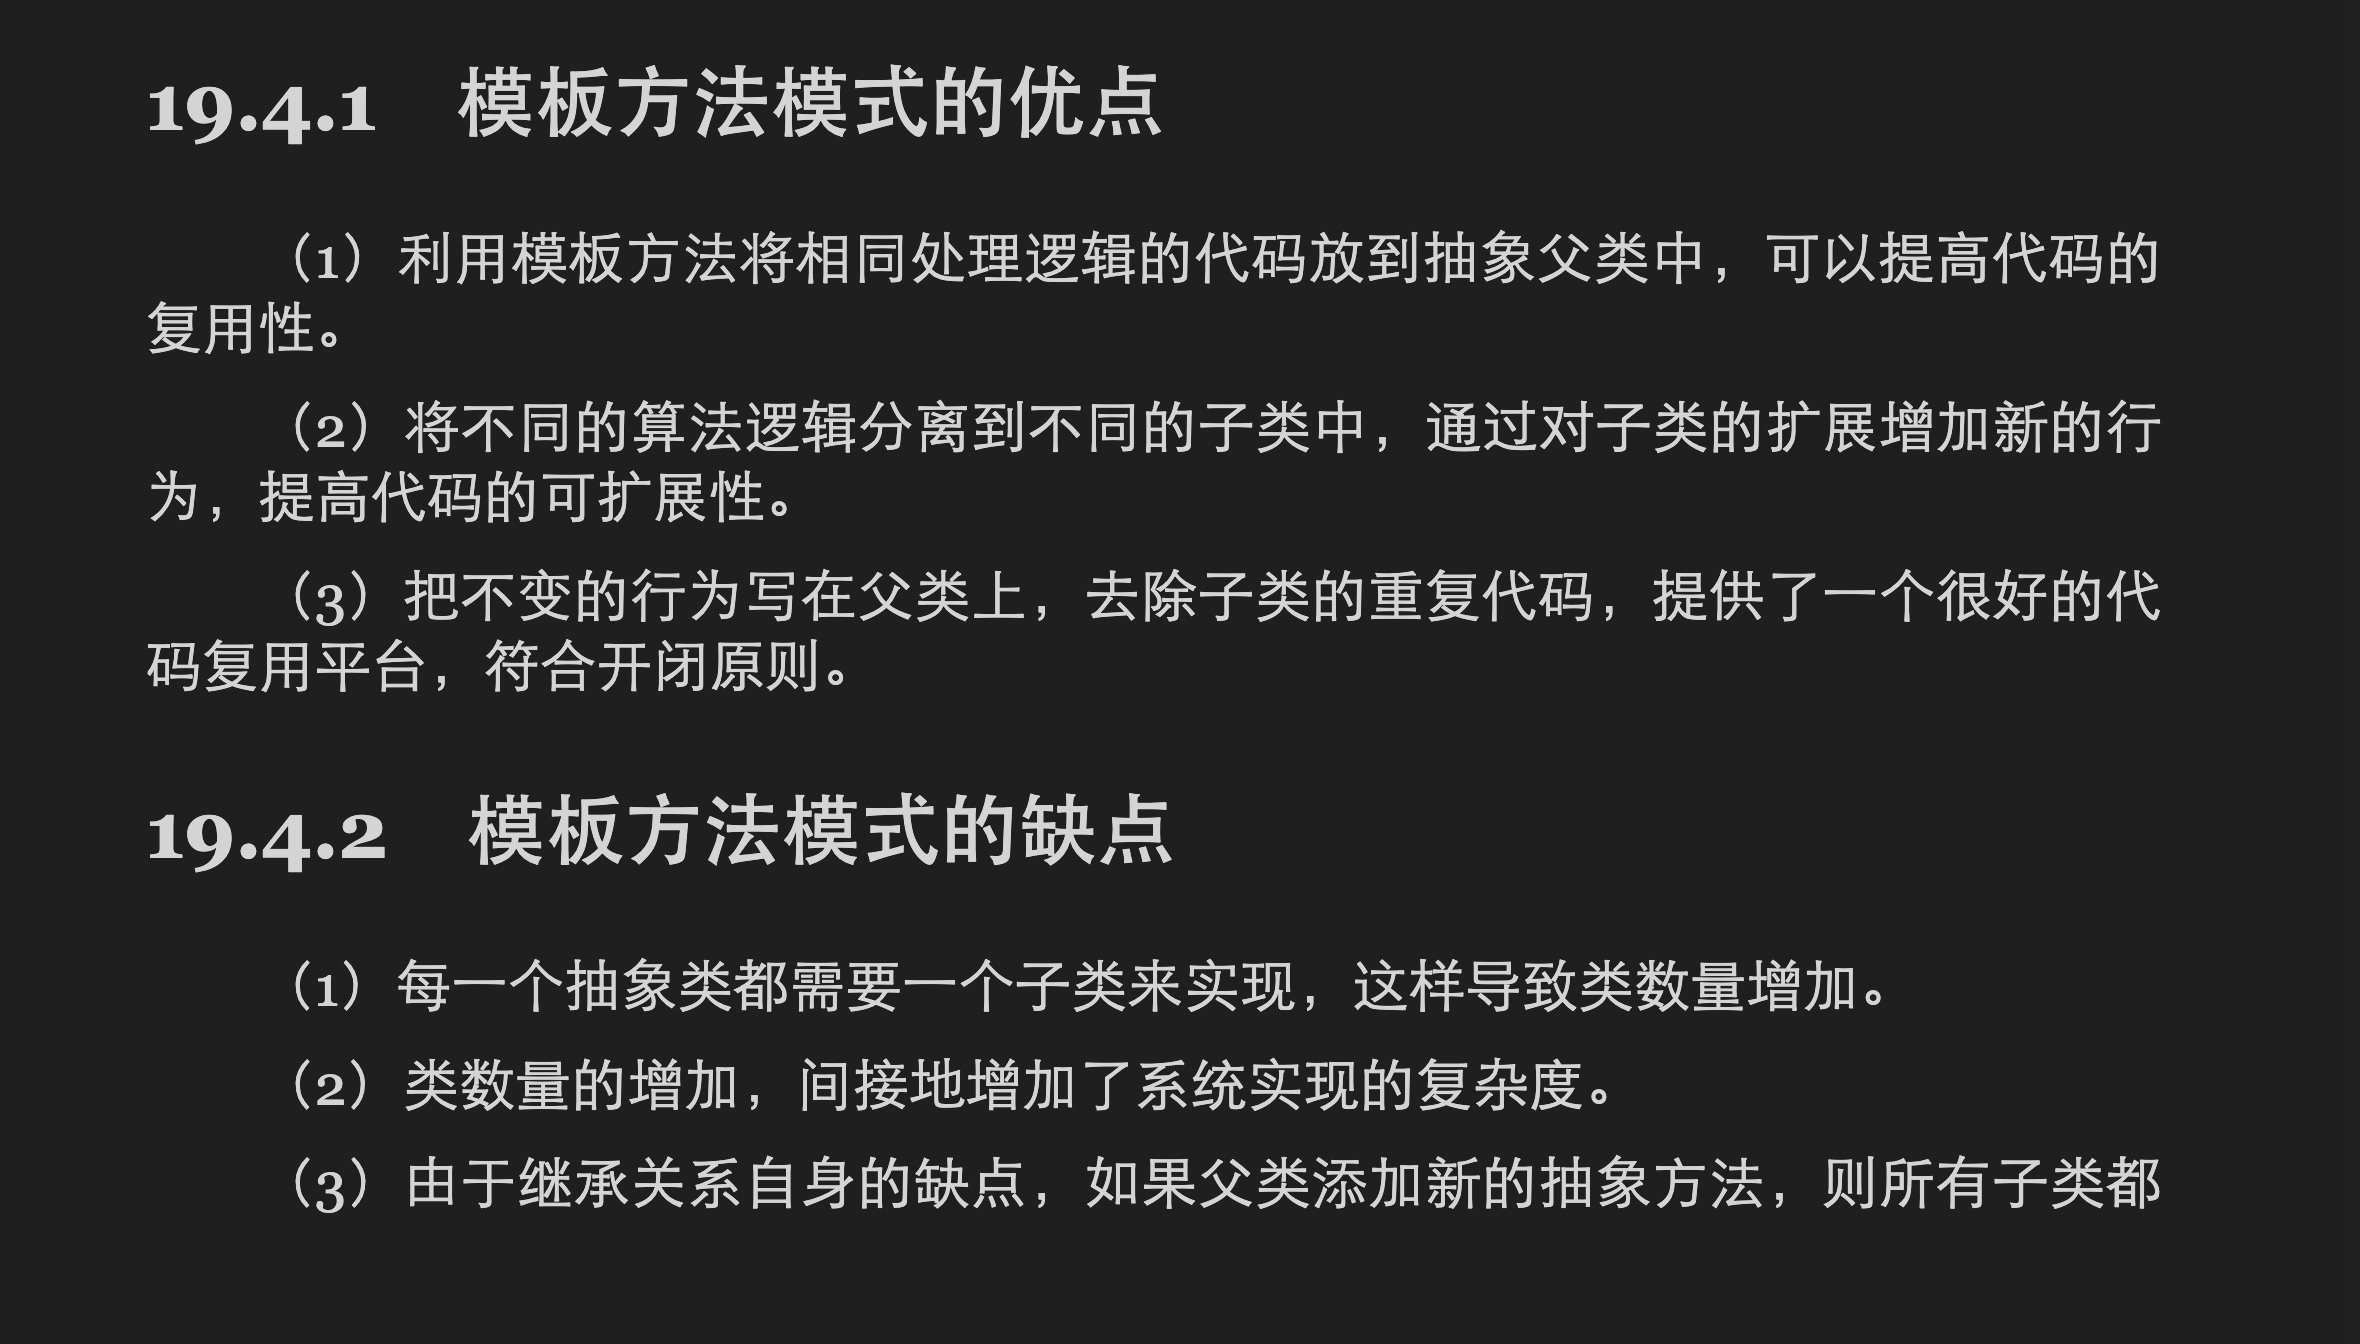 19.4.1　模板方法模式的优点
（1）利用模板方法将相同处理逻辑的代码放到抽象父类中，可以提高代码的
复用性。
（2）将不同的算法逻辑分离到不同的子类中，通过对子类的扩展增加新的行
为，提高代码的可扩展性。
（3）把不变的行为写在父类上，去除子类的重复代码，提供了一个很好的代
码复用平台，符合开闭原则。
19.4.2　模板方法模式的缺点
（1）每一个抽象类都需要一个子类来实现，这样导致类数量增加。
（2）类数量的增加，间接地增加了系统实现的复杂度。
（3）由于继承关系自身的缺点，如果父类添加新的抽象方法，则所有子类都